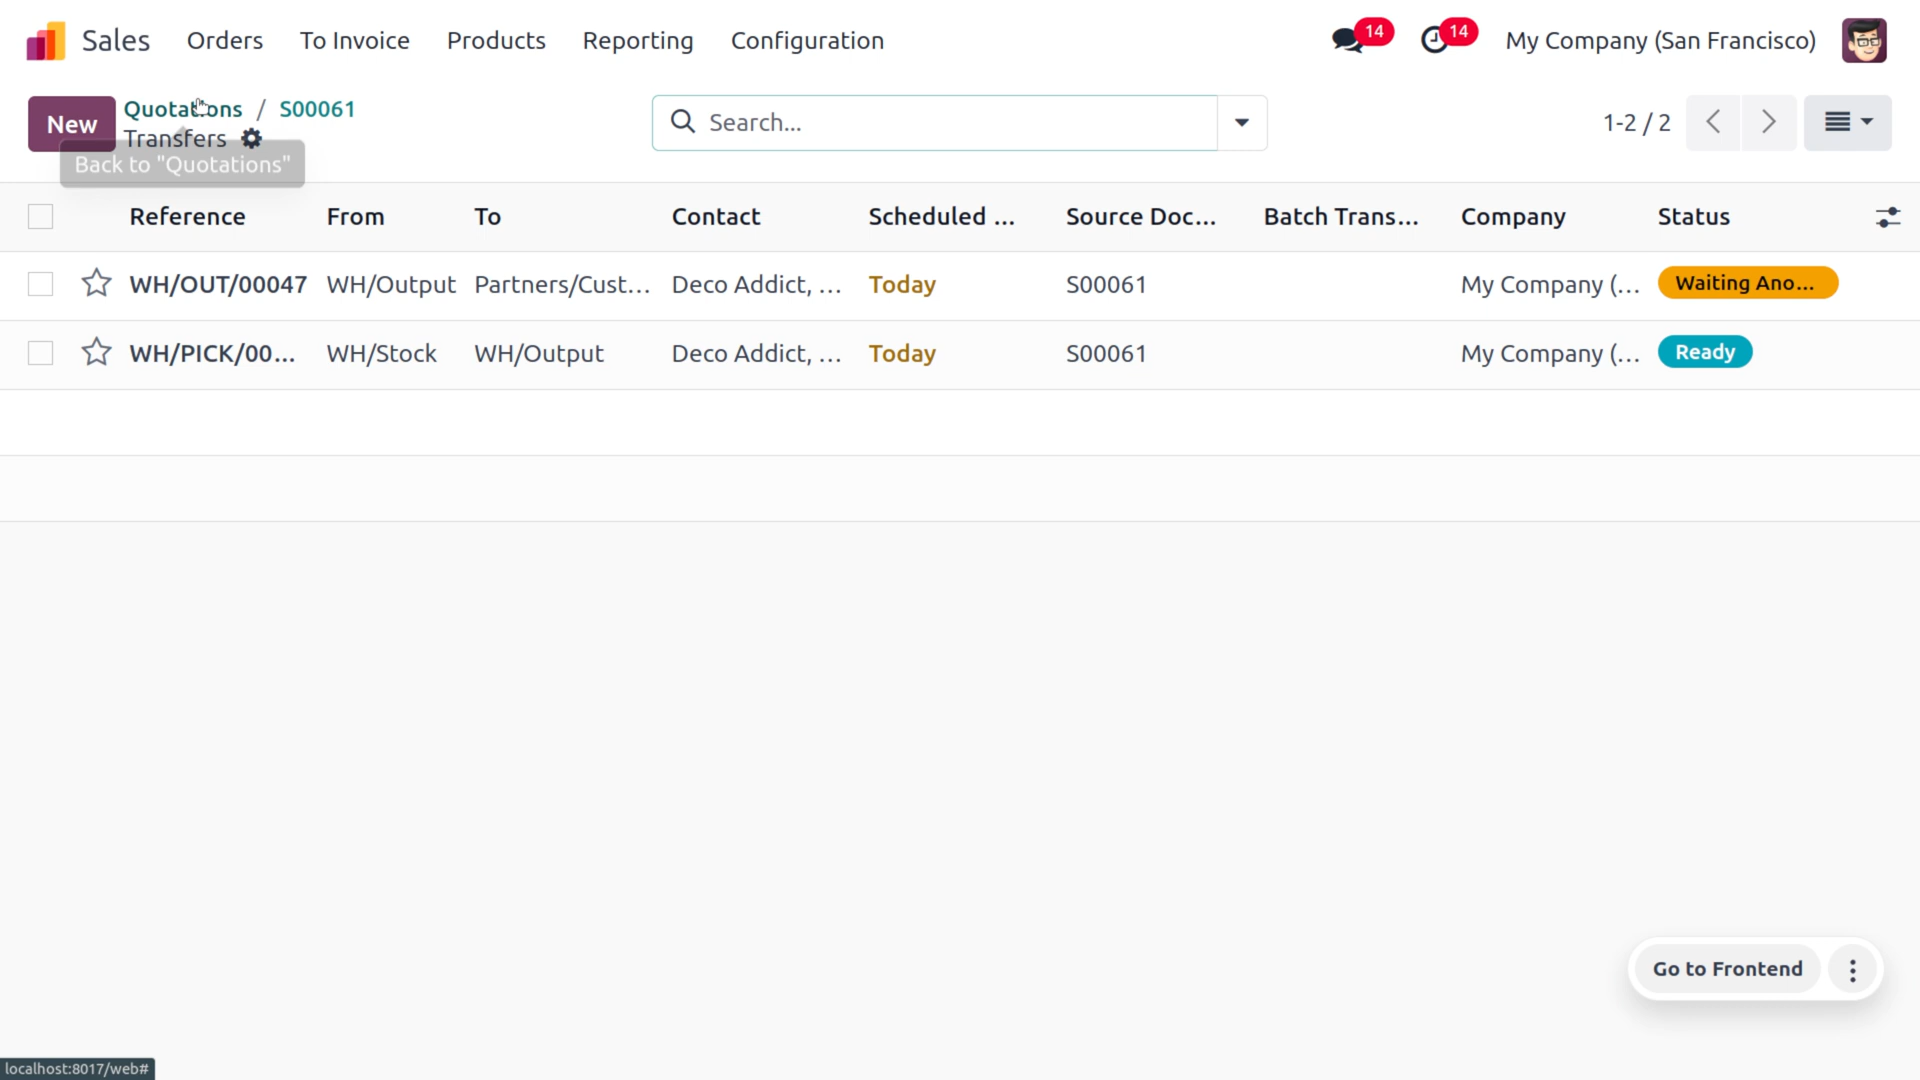 Sales Orders To Invoice Products Reporting Configuration 14 14 My Company (San Francisco)
New Quotations / S00061 Search... 1-2 / 2
Transfers
Back to "Quotations"
Reference From To Contact Scheduled ... Source Doc... Batch Trans... Company Status
WH/OUT/00047 WH/Output Partners/Cust... Deco Addict, ... Today S00061 My Company (... Waiting Ano...
WH/PICK/00... WH/Stock WH/Output Deco Addict, ... Today S00061 My Company (... Ready
Go to Frontend
localhost:8017/web#